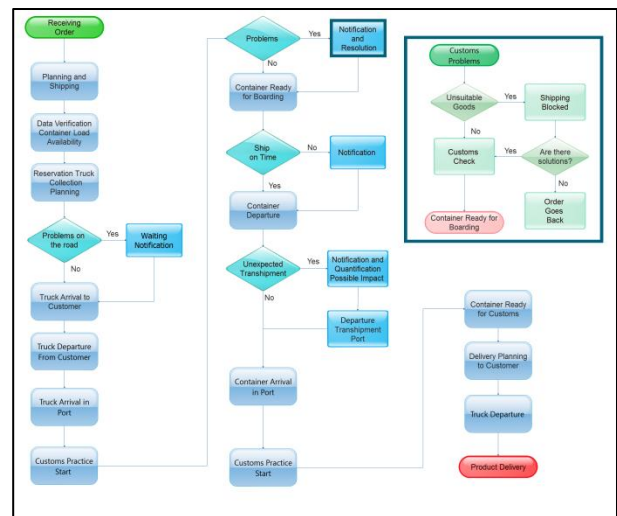 Receiving
Order
Planning and
Shipping
Data Verification
Container Load
Availability
Reservation Truck
Collection
Planning
Problems on
the road
Yes
Waiting
Notification
No
Truck Arrival to
Customer
Truck Departure
From Customer
Truck Arrival in
Port
Customs Practice
Start
Problems
Yes
Notification
and
Resolution
No
Container Ready
for Boarding
Ship
on Time
No
Notification
Yes
Container
Departure
Unexpected
Transhipment
Yes
Notification and
Quantification
Possible Impact
No
Departure
Transhipment
Port
Container Arrival
in Port
Customs Practice
Start
Customs
Problems
Unsuitable
Goods
Yes
Shipping
Blocked
No
Customs
Check
Yes
Are there
solutions?
No
Container Ready for
Boarding
Order
Goes
Back
Container Ready
for Customs
Delivery Planning
to Customer
Truck Departure
Product Delivery